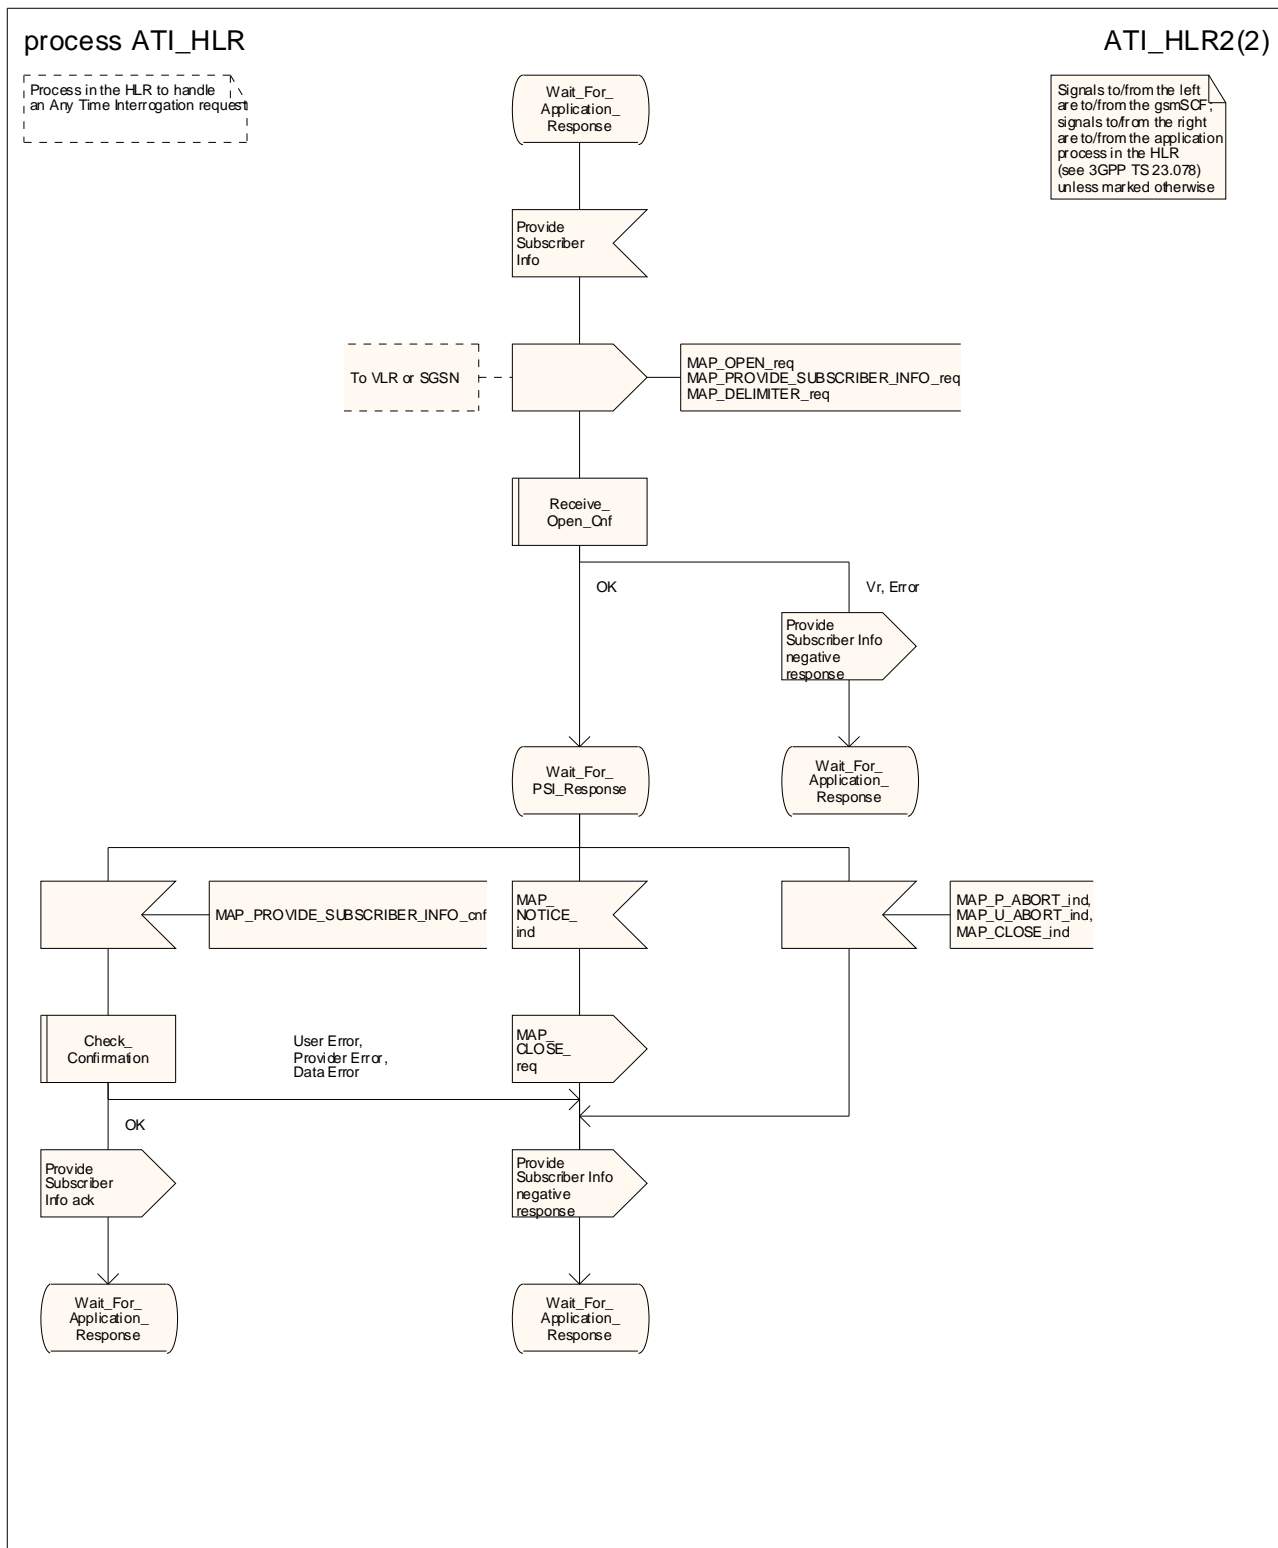 process ATI_HLR
ATI_HLR2(2)
Process in the HLR to handle
an Any Time Interrogation request
Wait_For_
Application_
Response
Signals to/from the left
are to/from the gsmSCF;
signals to/from the right
are to/from the application
process in the HLR
(see 3GPP TS 23.078)
unless marked otherwise
Provide
Subscriber
Info
To VLR or SGSN
MAP_OPEN_req
MAP_PROVIDE_SUBSCRIBER_INFO_req
MAP_DELIMITER_req
Receive_
Open_Cnf
OK
Vr, Error
Provide
Subscriber Info
negative
response
Wait_For_
PSI_Response
Wait_For_
Application_
Response
MAP_PROVIDE_SUBSCRIBER_INFO_cnf
MAP_
NOTICE_
ind
MAP_P_ABORT_ind,
MAP_U_ABORT_ind,
MAP_CLOSE_ind
Check_
Confirmation
User Error,
Provider Error,
Data Error
MAP_
CLOSE_
req
OK
Provide
Subscriber
Info ack
Provide
Subscriber Info
negative
response
Wait_For_
Application_
Response
Wait_For_
Application_
Response